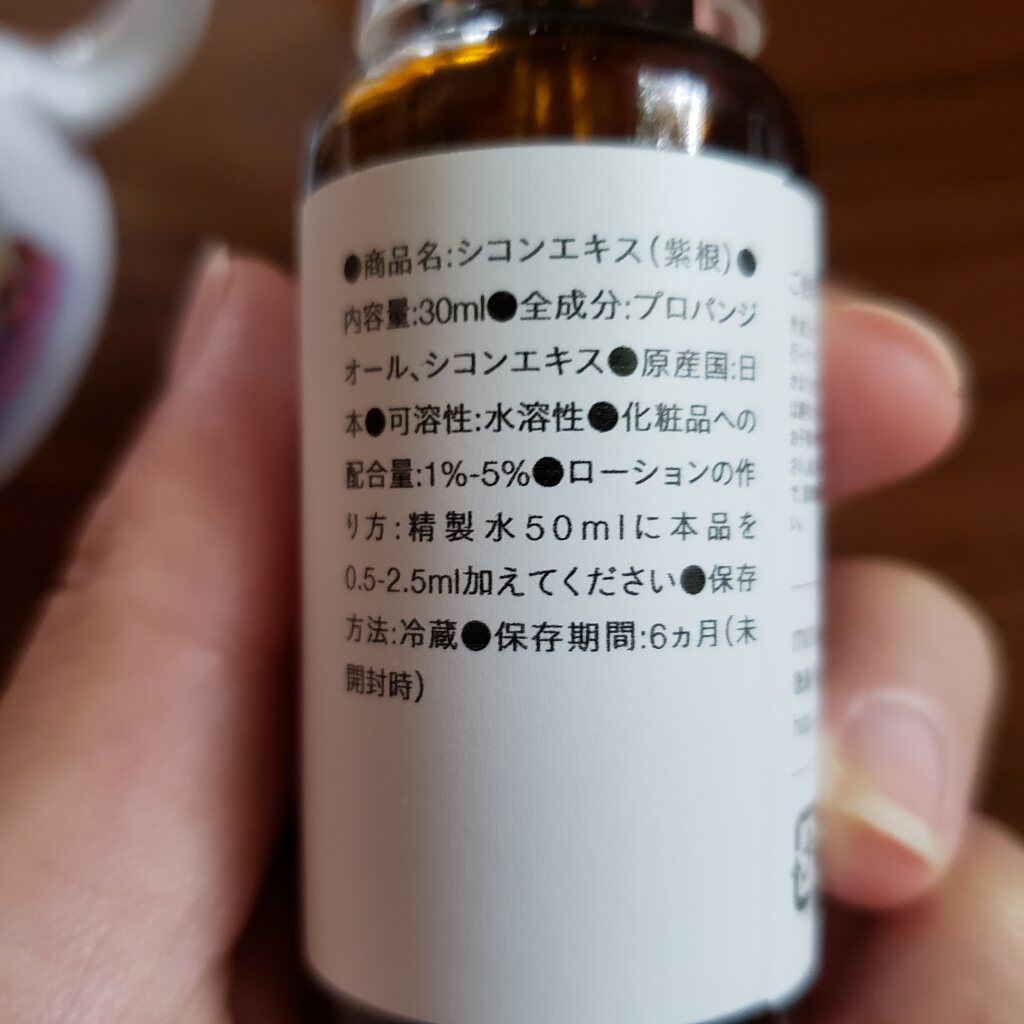 ●商品名:シコンエキス(紫根)●
内容量:30ml●全成分:プロパンジ
オール、シコンエキス●原産国:日
本●可溶性:水溶性●化粧品への
配合量:1%-5%●ローションの作
り方:精製水50mlに本品を
0.5-2.5ml加えてください●保存
方法:冷蔵●保存期間:6ヵ月(未
開封時)